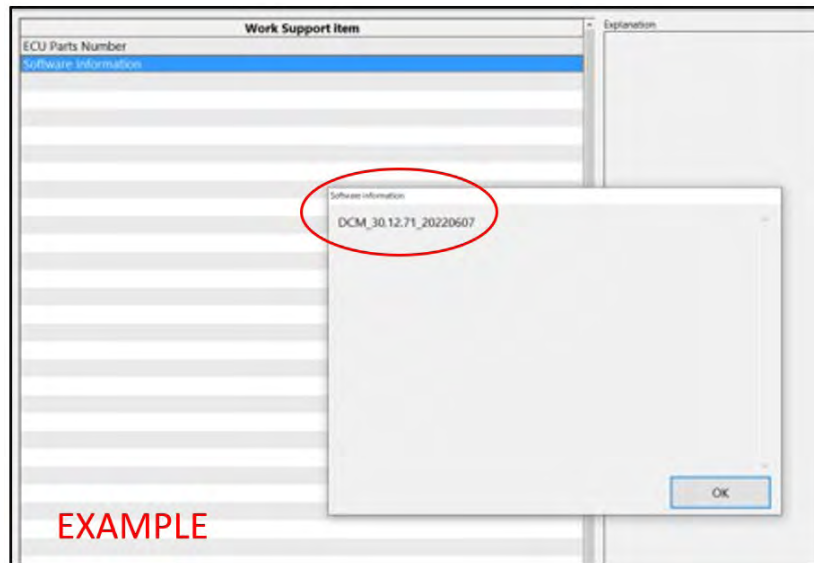 Work Support item
Explanation
ECU Parts Number
Software Information
Software information
DCM_30.12.71_20220607
OK
EXAMPLE